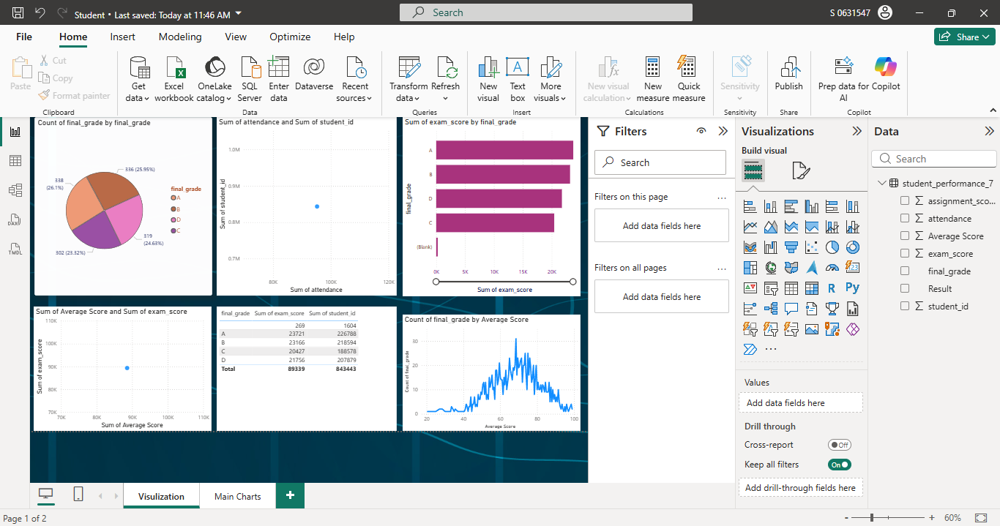 Student • Last saved: Today at 11:46 AM
Search
S 0631547
File
Home
Insert
Modeling
View
Optimize
Help
Share
Paste
Cut
Copy
Format painter
Clipboard
Get
data
Excel
workbook
OneLake
catalog
SQL
Server
Enter
data
Dataverse
Recent
sources
Data
Transform
data
Refresh
Queries
New
visual
Text
box
More
visuals
Insert
New visual
calculation
New
measure
Quick
measure
Calculations
Sensitivity
Sensitivity
Publish
Share
Prep data for
AI
Copilot
Copilot
DAX
TMDL
Count of final_grade by final_grade
336 (25.95%)
338
(26.1%)
319
(24.63%)
302 (23.32%)
final grade
A
B
D
C
Sum of attendance and Sum of student_id
Sum of student_id
1.0M
0.9M
0.8M
0.7M
80K
100K
120K
Sum of attendance
Sum of exam_score by final_grade
final_grade
A
B
D
C
(Blank)
0K
5K
10K
15K
20K
Sum of exam_score
Sum of Average Score and Sum of exam_score
Sum of exam_score
110K
100K
90K
80K
70K
70K
80K
90K
100K
110K
Sum of Average Score
final_grade Sum of exam_score Sum of student_id
269 1604
A 23721 226788
B 23166 218594
C 20427 188578
D 21756 207879
Total 89339 843443
Count of final_grade by Average Score
Count of final_grade
30
20
10
0
20
40
60
80
100
Average Score
Filters
Search
Filters on this page
...
Add data fields here
Filters on all pages
...
Add data fields here
Visualizations
Build visual
123
R
Py
...
Values
Add data fields here
Drill through
Cross-report
Off
Keep all filters
On
Add drill-through fields here
Data
Search
student_performance_7
assignment_sco...
attendance
Average Score
exam_score
final_grade
Result
student_id
Visulization
Main Charts
+
Page 1 of 2
- + 60%